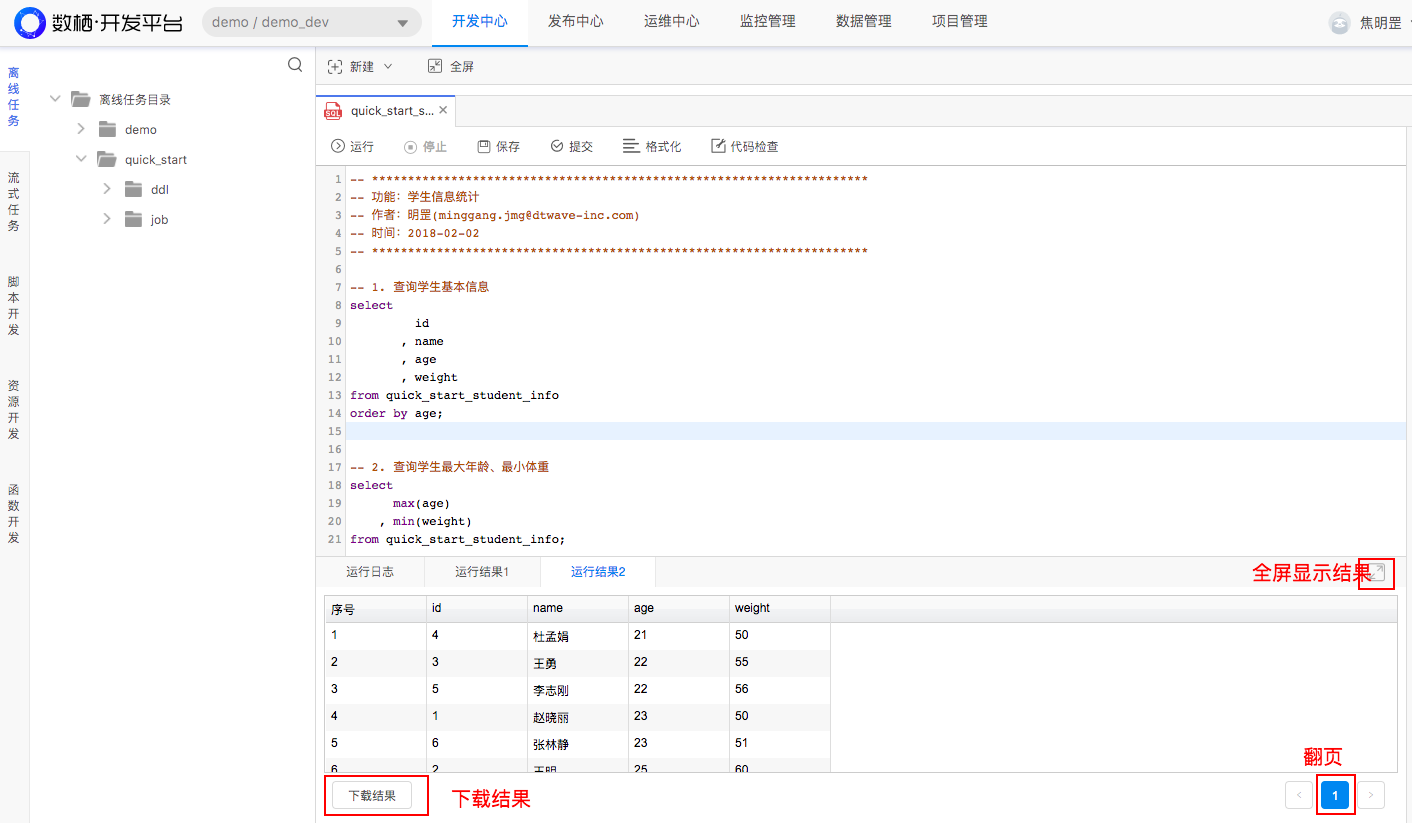 数栖·开发平台
demo / demo_dev
开发中心
发布中心
运维中心
监控管理
数据管理
项目管理
焦明罡
离线任务
流式任务
脚本开发
资源开发
函数开发
离线任务目录
demo
quick_start
ddl
job
新建
全屏
SQL quick_start_s...
运行
停止
保存
提交
格式化
代码检查
1 -- *********************************************************************
2 -- 功能：学生信息统计
3 -- 作者：明罡(minggang.jmg@dtwave-inc.com)
4 -- 时间：2018-02-02
5 -- *********************************************************************
6
7 -- 1. 查询学生基本信息
8 select
9 id
10 , name
11 , age
12 , weight
13 from quick_start_student_info
14 order by age;
15
16
17 -- 2. 查询学生最大年龄、最小体重
18 select
19 max(age)
20 , min(weight)
21 from quick_start_student_info;
运行日志
运行结果1
运行结果2
全屏显示结果
序号 id name age weight
1 4 杜孟娟 21 50
2 3 王勇 22 55
3 5 李志刚 22 56
4 1 赵晓丽 23 50
5 6 张林静 23 51
6 2 王明 25 60
翻页
下载结果
下载结果
< 1 >